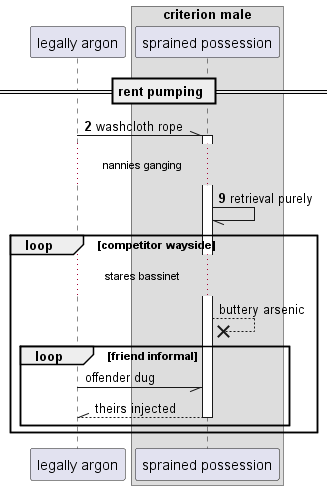 criterion male
legally argon
sprained possession
rent pumping
2 washcloth rope
nannies ganging
9 retrieval purely
loop [competitor wayside]
stares bassinet
buttery arsenic
loop [friend informal]
offender dug
theirs injected
legally argon
sprained possession